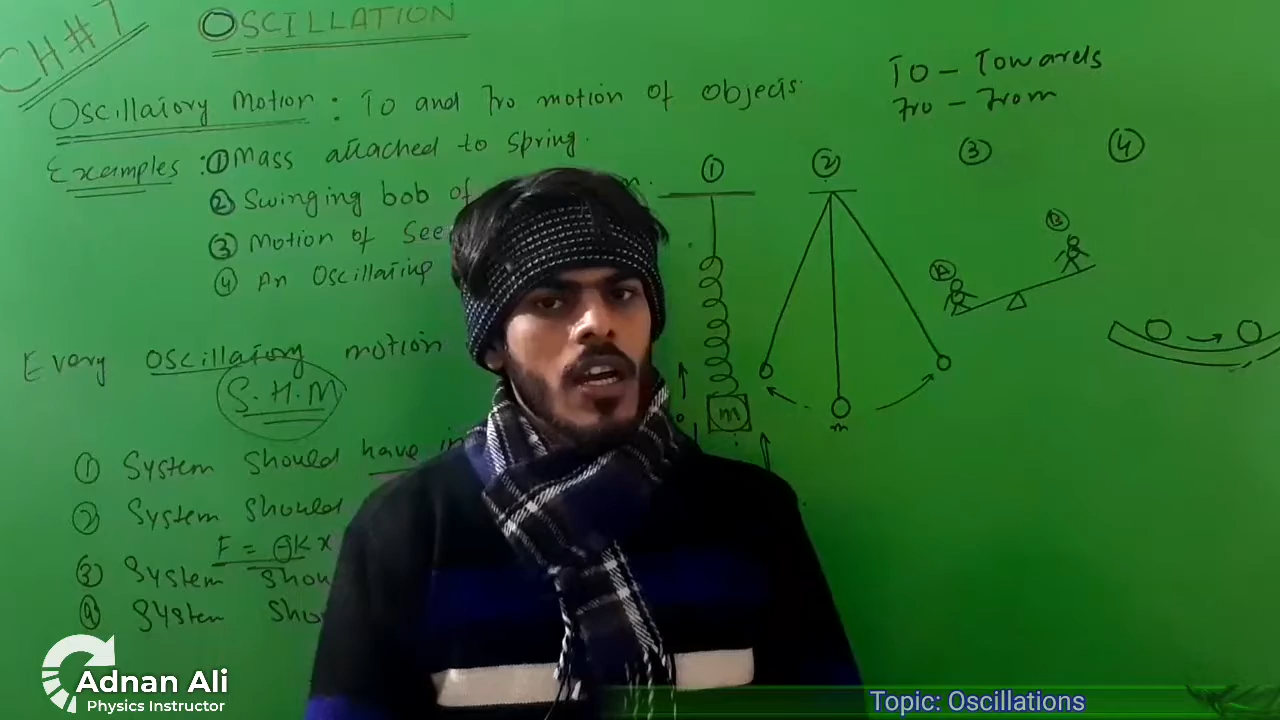 CH#7
OSCILLATION
Oscillatory Motion : To and Fro motion of objects.
To - Towards
Fro - From
Examples : ① Mass attached to spring.
② Swinging bob of
③ Motion of See
④ An Oscillating
① ② ③ ④
A B
m
m
Every oscillatory motion
S.H.M
① System should have in
② System should
F = -Kx
③ System shou
④ System sho
Adnan Ali
Physics Instructor
Topic: Oscillations